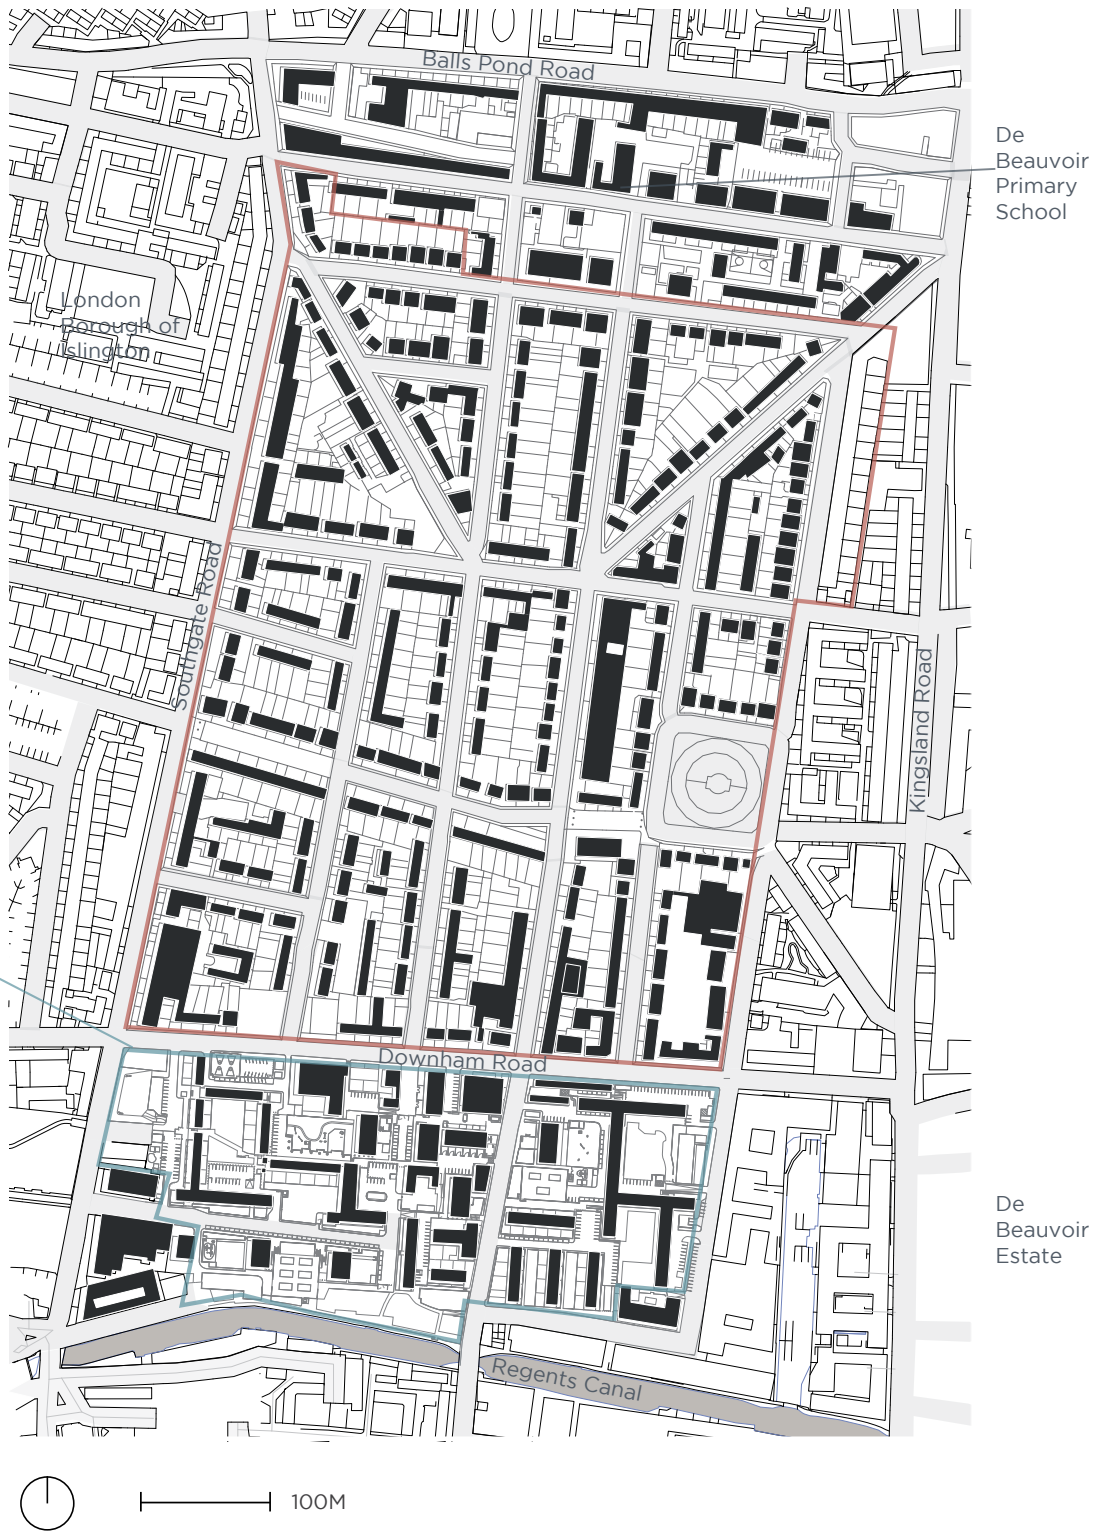 Balls Pond Road
De
Beauvoir
Primary
School
London
Borough of
Islington
Southgate Road
Kingsland Road
Downham Road
De
Beauvoir
Estate
Regents Canal
100M